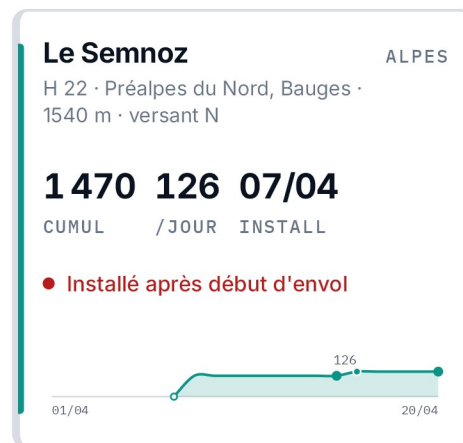 Le Semnoz
ALPES
H 22 · Préalpes du Nord, Bauges ·
1540 m · versant N
1 470 126 07/04
CUMUL /JOUR INSTALL
Installé après début d'envol
126
01/04 20/04